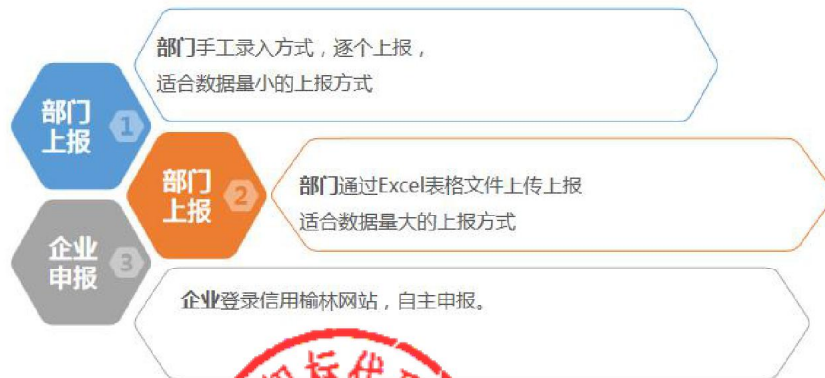 部门手工录入方式，逐个上报，
适合数据量小的上报方式
部门
上报
1
部门
上报
2
部门通过Excel表格文件上传上报
适合数据量大的上报方式
企业
申报
3
企业登录信用榆林网站，自主申报。
标代